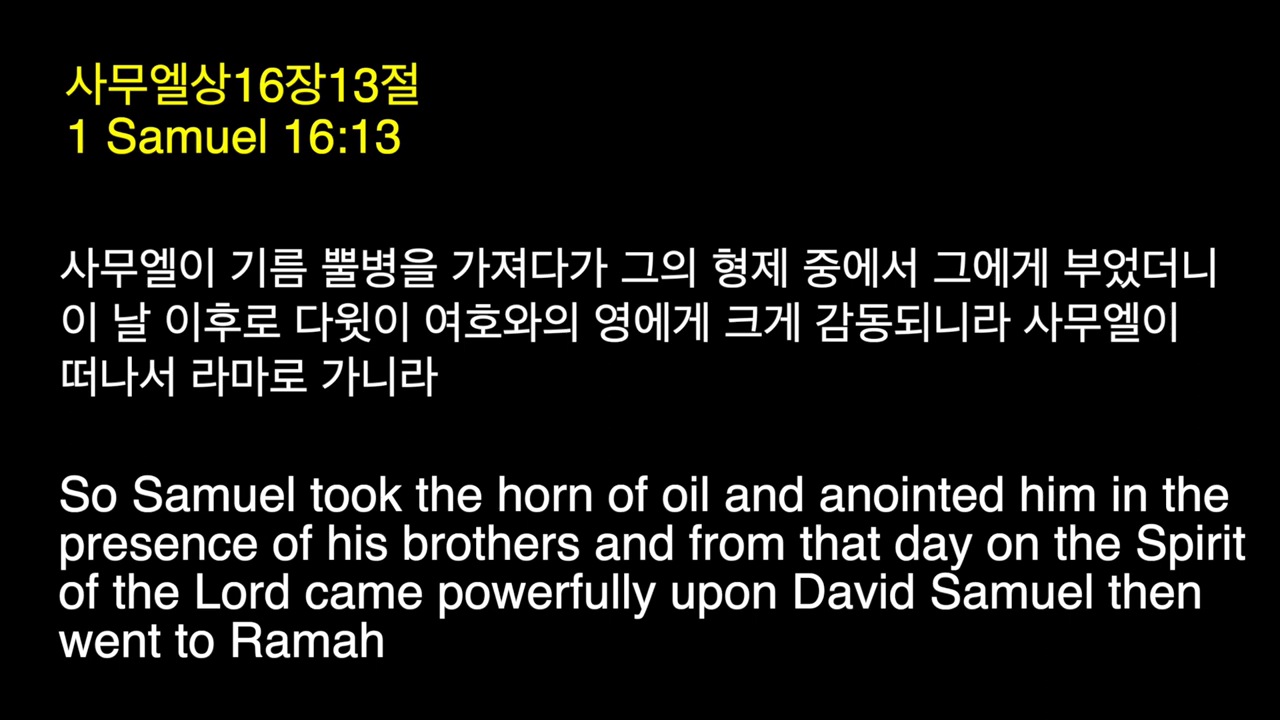 사무엘상16장13절
1 Samuel 16:13
사무엘이 기름 뿔병을 가져다가 그의 형제 중에서 그에게 부었더니
이 날 이후로 다윗이 여호와의 영에게 크게 감동되니라 사무엘이
떠나서 라마로 가니라
So Samuel took the horn of oil and anointed him in the
presence of his brothers and from that day on the Spirit
of the Lord came powerfully upon David Samuel then
went to Ramah